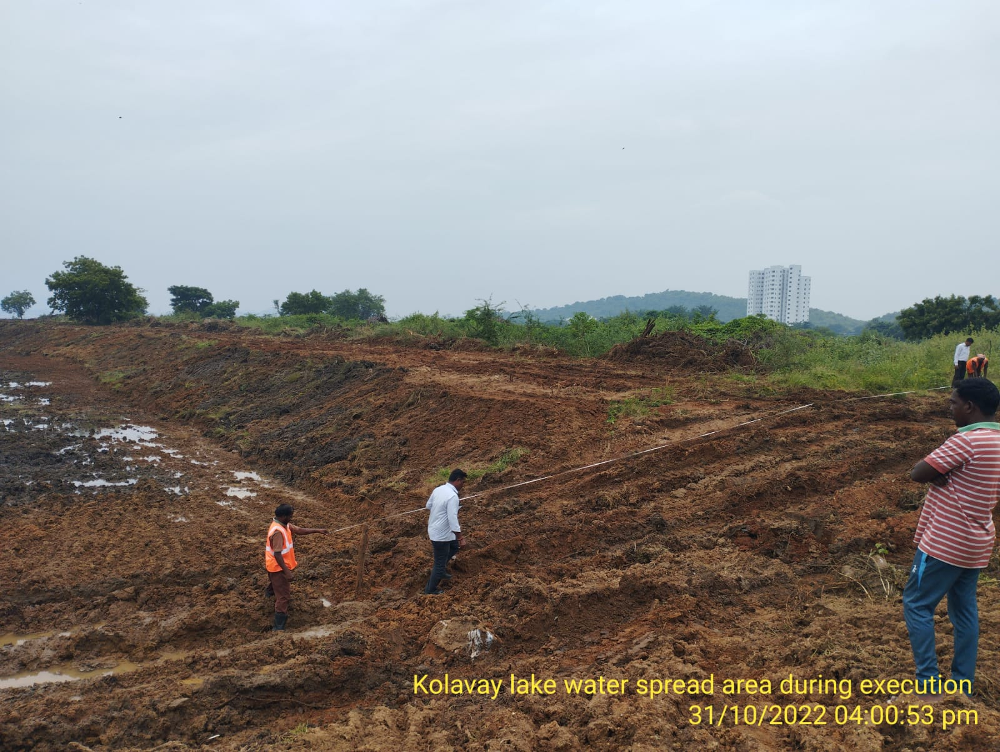 Kolavay lake water spread area during execution
31/10/2022 04:00:53 pm